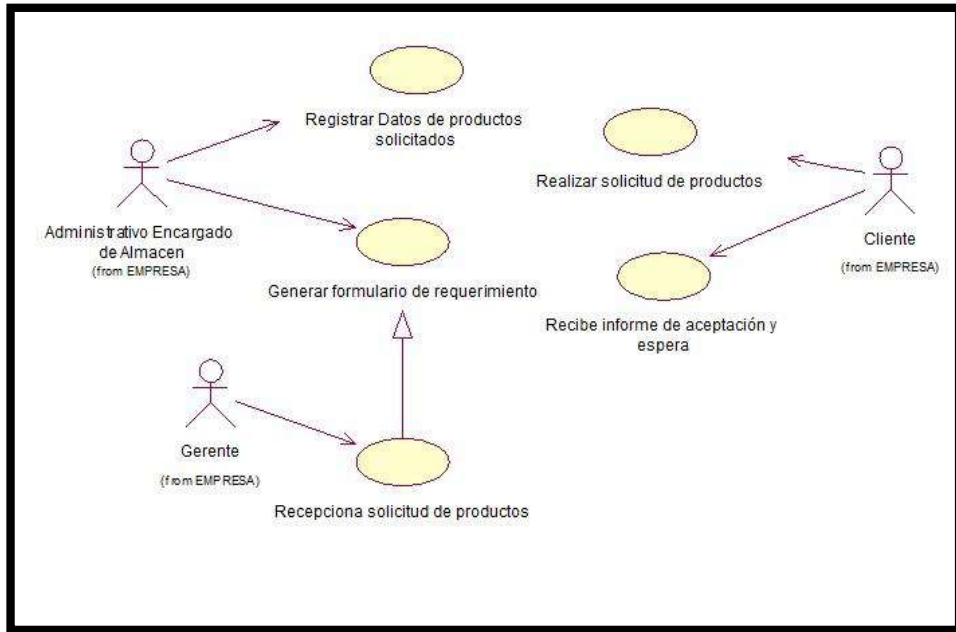 Registrar Datos de productos
solicitados
Realizar solicitud de productos
Administrativo Encargado
de Almacen
(from EMPRESA)
Cliente
(from EMPRESA)
Generar formulario de requerimiento
Recibe informe de aceptación y
espera
Gerente
(from EMPRESA)
Recepciona solicitud de productos